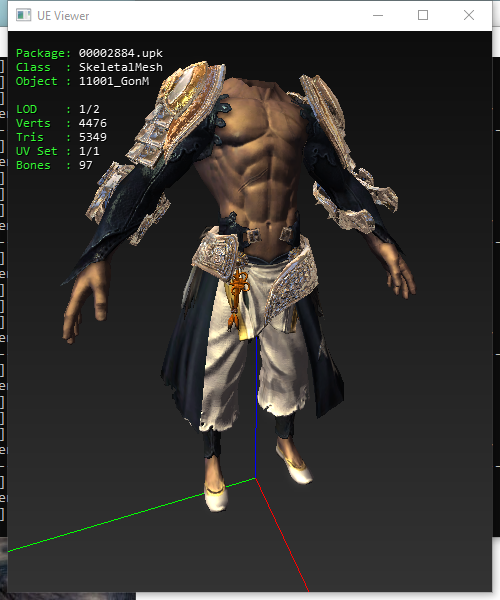 UE Viewer
Package: 00002884.upk
Class : SkeletalMesh
Object : 11001_GonM
LOD : 1/2
Verts : 4476
Tris : 5349
UV Set : 1/1
Bones : 97